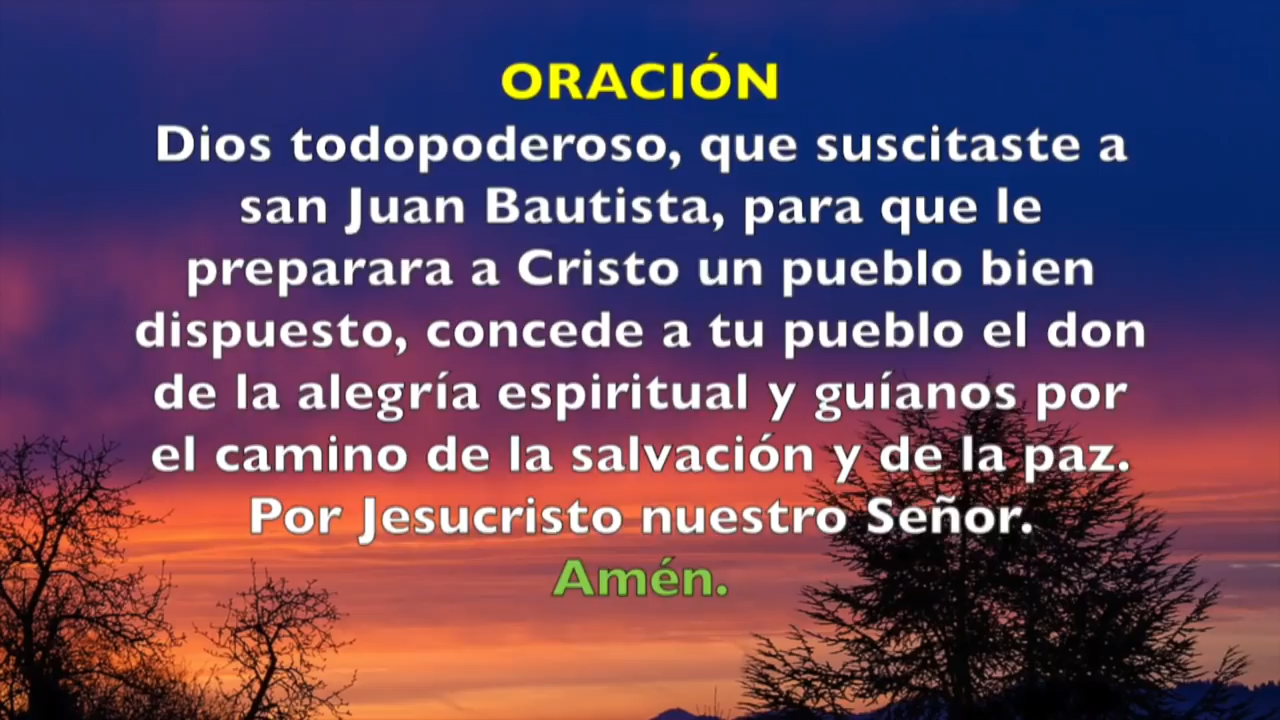 ORACIÓN
Dios todopoderoso, que suscitaste a
san Juan Bautista, para que le
preparara a Cristo un pueblo bien
dispuesto, concede a tu pueblo el don
de la alegría espiritual y guíanos por
el camino de la salvación y de la paz.
Por Jesucristo nuestro Señor.
Amén.